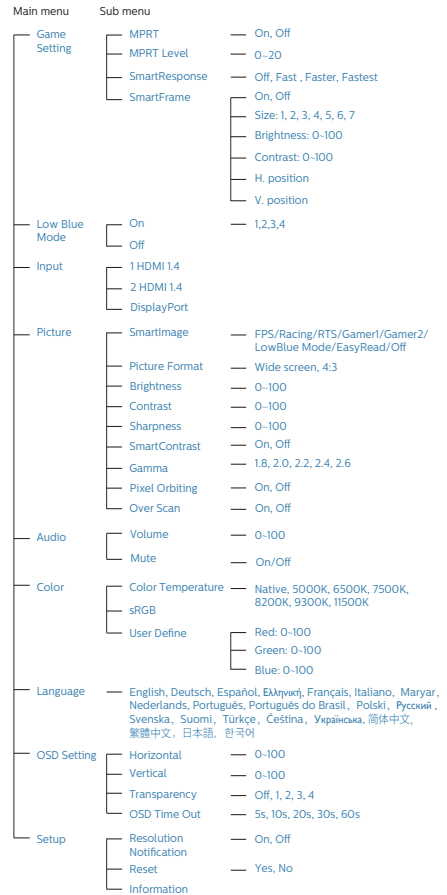 Main menu Sub menu
Game Setting
MPRT On, Off
MPRT Level 0~20
SmartResponse Off, Fast , Faster, Fastest
SmartFrame On, Off
Size: 1, 2, 3, 4, 5, 6, 7
Brightness: 0~100
Contrast: 0~100
H. position
V. position
Low Blue Mode
On 1,2,3,4
Off
Input
1 HDMI 1.4
2 HDMI 1.4
DisplayPort
Picture
SmartImage FPS/Racing/RTS/Gamer1/Gamer2/
LowBlue Mode/EasyRead/Off
Picture Format Wide screen, 4:3
Brightness 0~100
Contrast 0~100
Sharpness 0~100
SmartContrast On, Off
Gamma 1.8, 2.0, 2.2, 2.4, 2.6
Pixel Orbiting On, Off
Over Scan On, Off
Audio
Volume 0~100
Mute On/Off
Color
Color Temperature Native, 5000K, 6500K, 7500K,
8200K, 9300K, 11500K
sRGB
User Define Red: 0~100
Green: 0~100
Blue: 0~100
Language English, Deutsch, Español, Ελληνική, Français, Italiano, Maryar,
Nederlands, Português, Português do Brasil, Polski, Русский ,
Svenska, Suomi, Türkçe, Čeština, Українська, 简体中文,
繁體中文, 日本語, 한국어
OSD Setting
Horizontal 0~100
Vertical 0~100
Transparency Off, 1, 2, 3, 4
OSD Time Out 5s, 10s, 20s, 30s, 60s
Setup
Resolution Notification On, Off
Reset Yes, No
Information